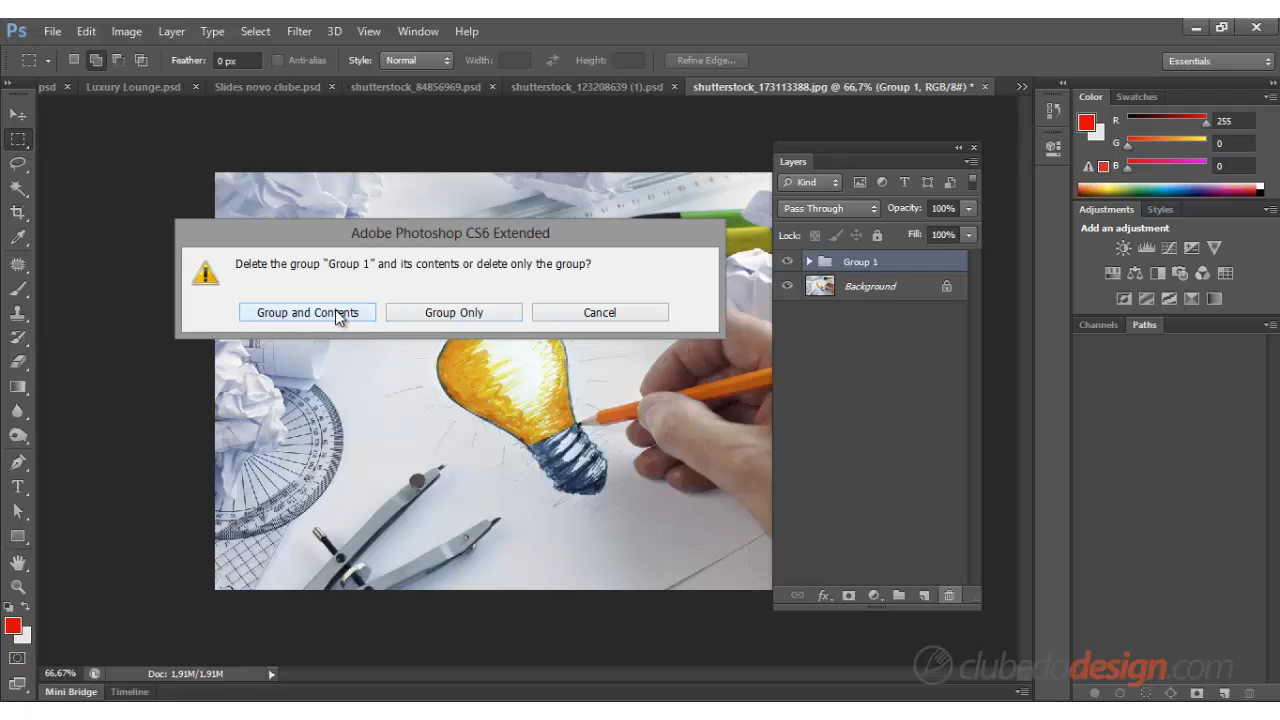 Ps File Edit Image Layer Type Select Filter 3D View Window Help
Feather: 0 px Anti-alias Style: Normal Width: Height: Refine Edge... Essentials
psd × Luxury Lounge.psd × Slides novo clube.psd × shutterstock_84856969.psd × shutterstock_123208639 (1).psd × shutterstock_173113388.jpg @ 66,7% (Group 1, RGB/8#) * ×
Color Swatches
R 255
G 0
B 0
Layers
Kind
Pass Through Opacity: 100%
Lock: Fill: 100%
Group 1
Background
Adobe Photoshop CS6 Extended
Delete the group “Group 1” and its contents or delete only the group?
Group and Contents Group Only Cancel
Adjustments Styles
Add an adjustment
Channels Paths
66,67% Doc: 1,91M/1,91M
Mini Bridge Timeline
clubedodesign.com